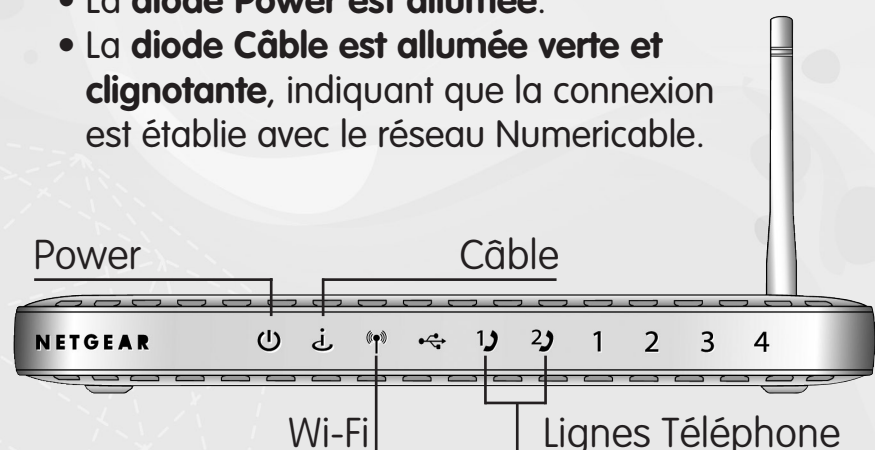 • La diode Power est allumée.
• La diode Câble est allumée verte et
clignotante, indiquant que la connexion
est établie avec le réseau Numericable.
Power Câble
NETGEAR 1 2 1 2 3 4
Wi-Fi Lignes Téléphone